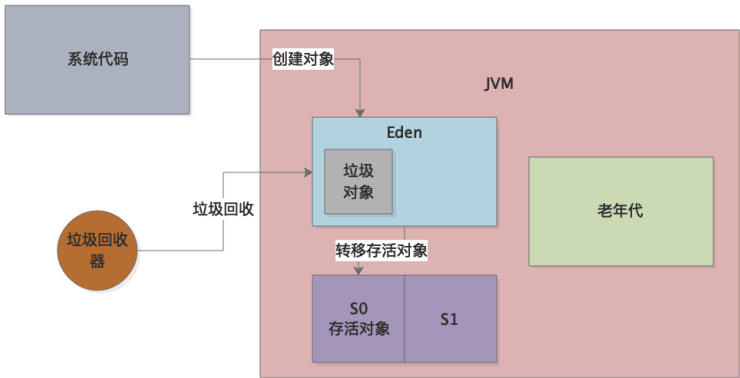 系统代码
创建对象
JVM
Eden
垃圾
对象
老年代
垃圾回收
垃圾回收
器
转移存活对象
S0
存活对象
S1